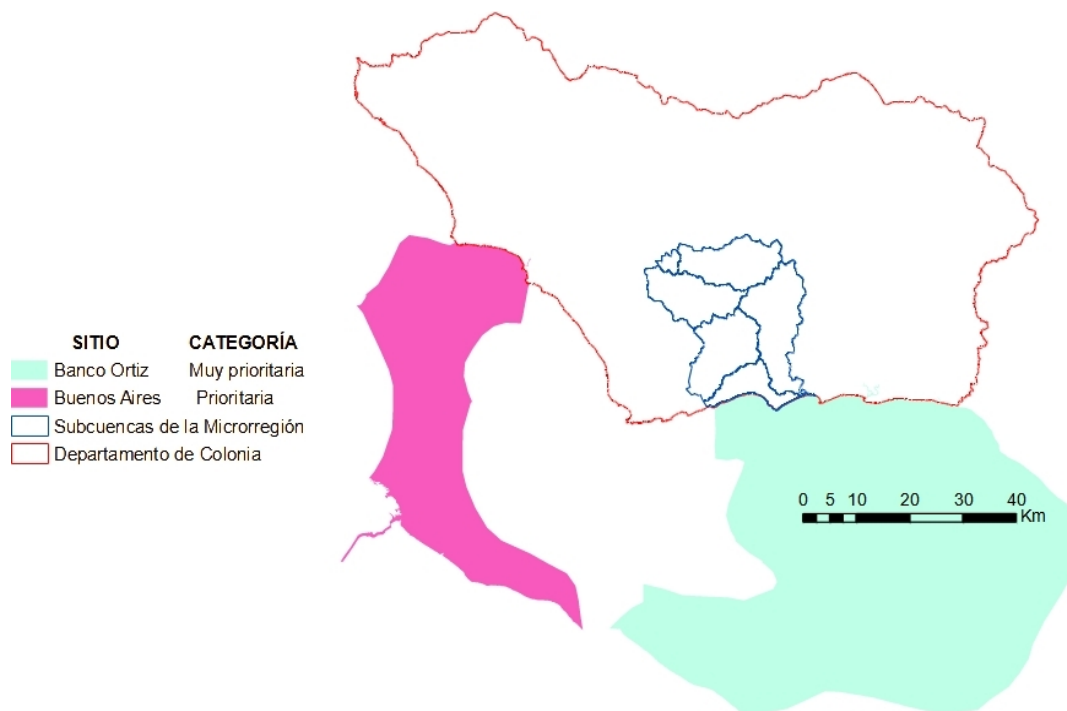 SITIO CATEGORÍA
Banco Ortiz Muy prioritaria
Buenos Aires Prioritaria
Subcuencas de la Microrregión
Departamento de Colonia
0 5 10 20 30 40
Km